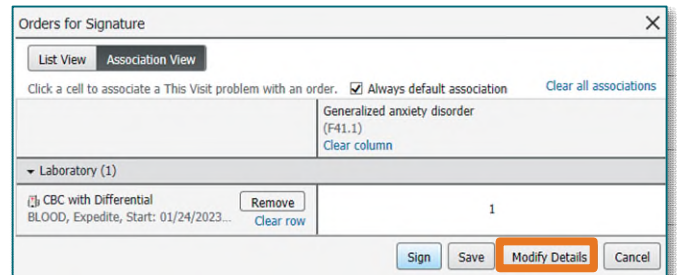 Orders for Signature
List View Association View
Click a cell to associate a This Visit problem with an order. Always default association Clear all associations
Generalized anxiety disorder
(F41.1)
Clear column
Laboratory (1)
CBC with Differential Remove
BLOOD, Expedite, Start: 01/24/2023... Clear row
1
Sign Save Modify Details Cancel